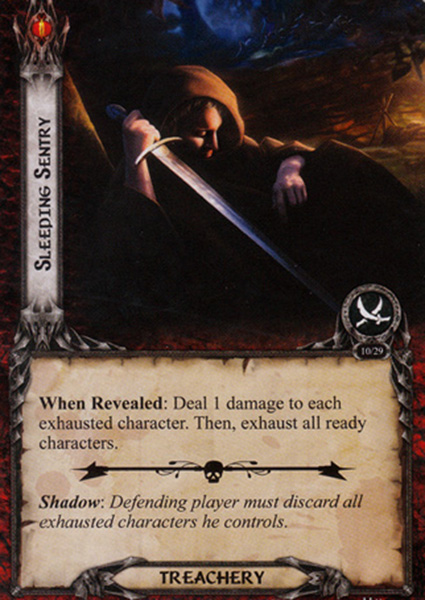 SLEEPING SENTRY
10/29
When Revealed: Deal 1 damage to each
exhausted character. Then, exhaust all ready
characters.
Shadow: Defending player must discard all
exhausted characters he controls.
TREACHERY